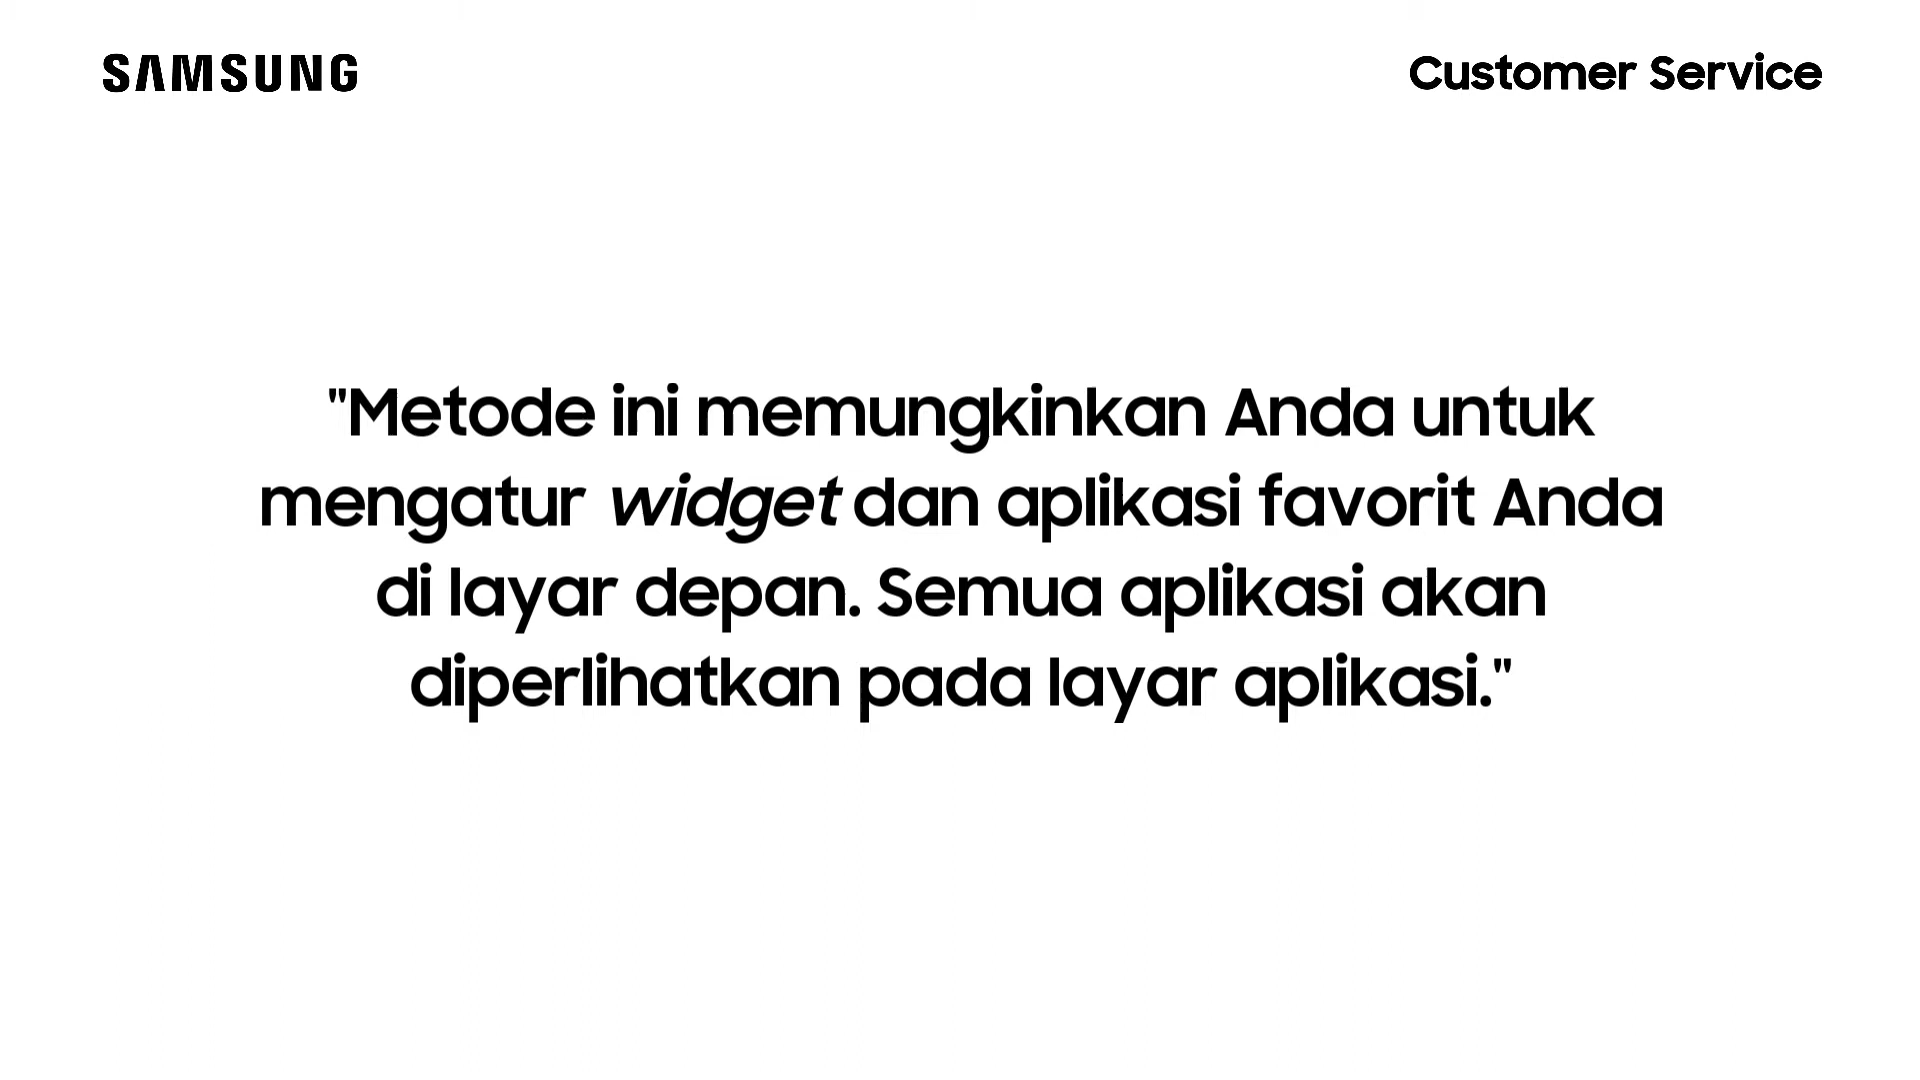 SAMSUNG
Customer Service
"Metode ini memungkinkan Anda untuk
mengatur widget dan aplikasi favorit Anda
di layar depan. Semua aplikasi akan
diperlihatkan pada layar aplikasi."